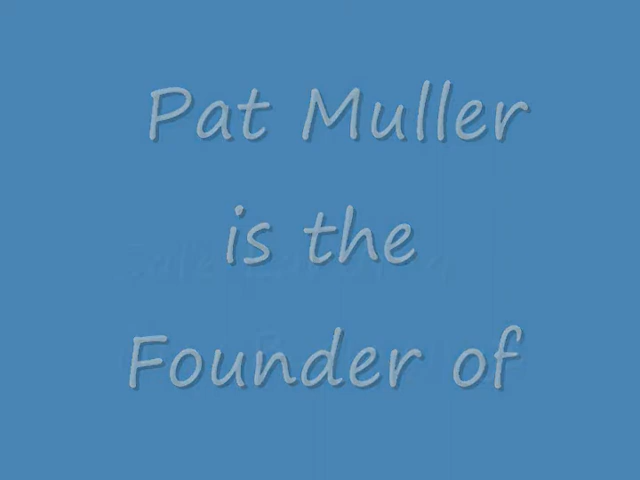 Pat Muller
is the
Founder of